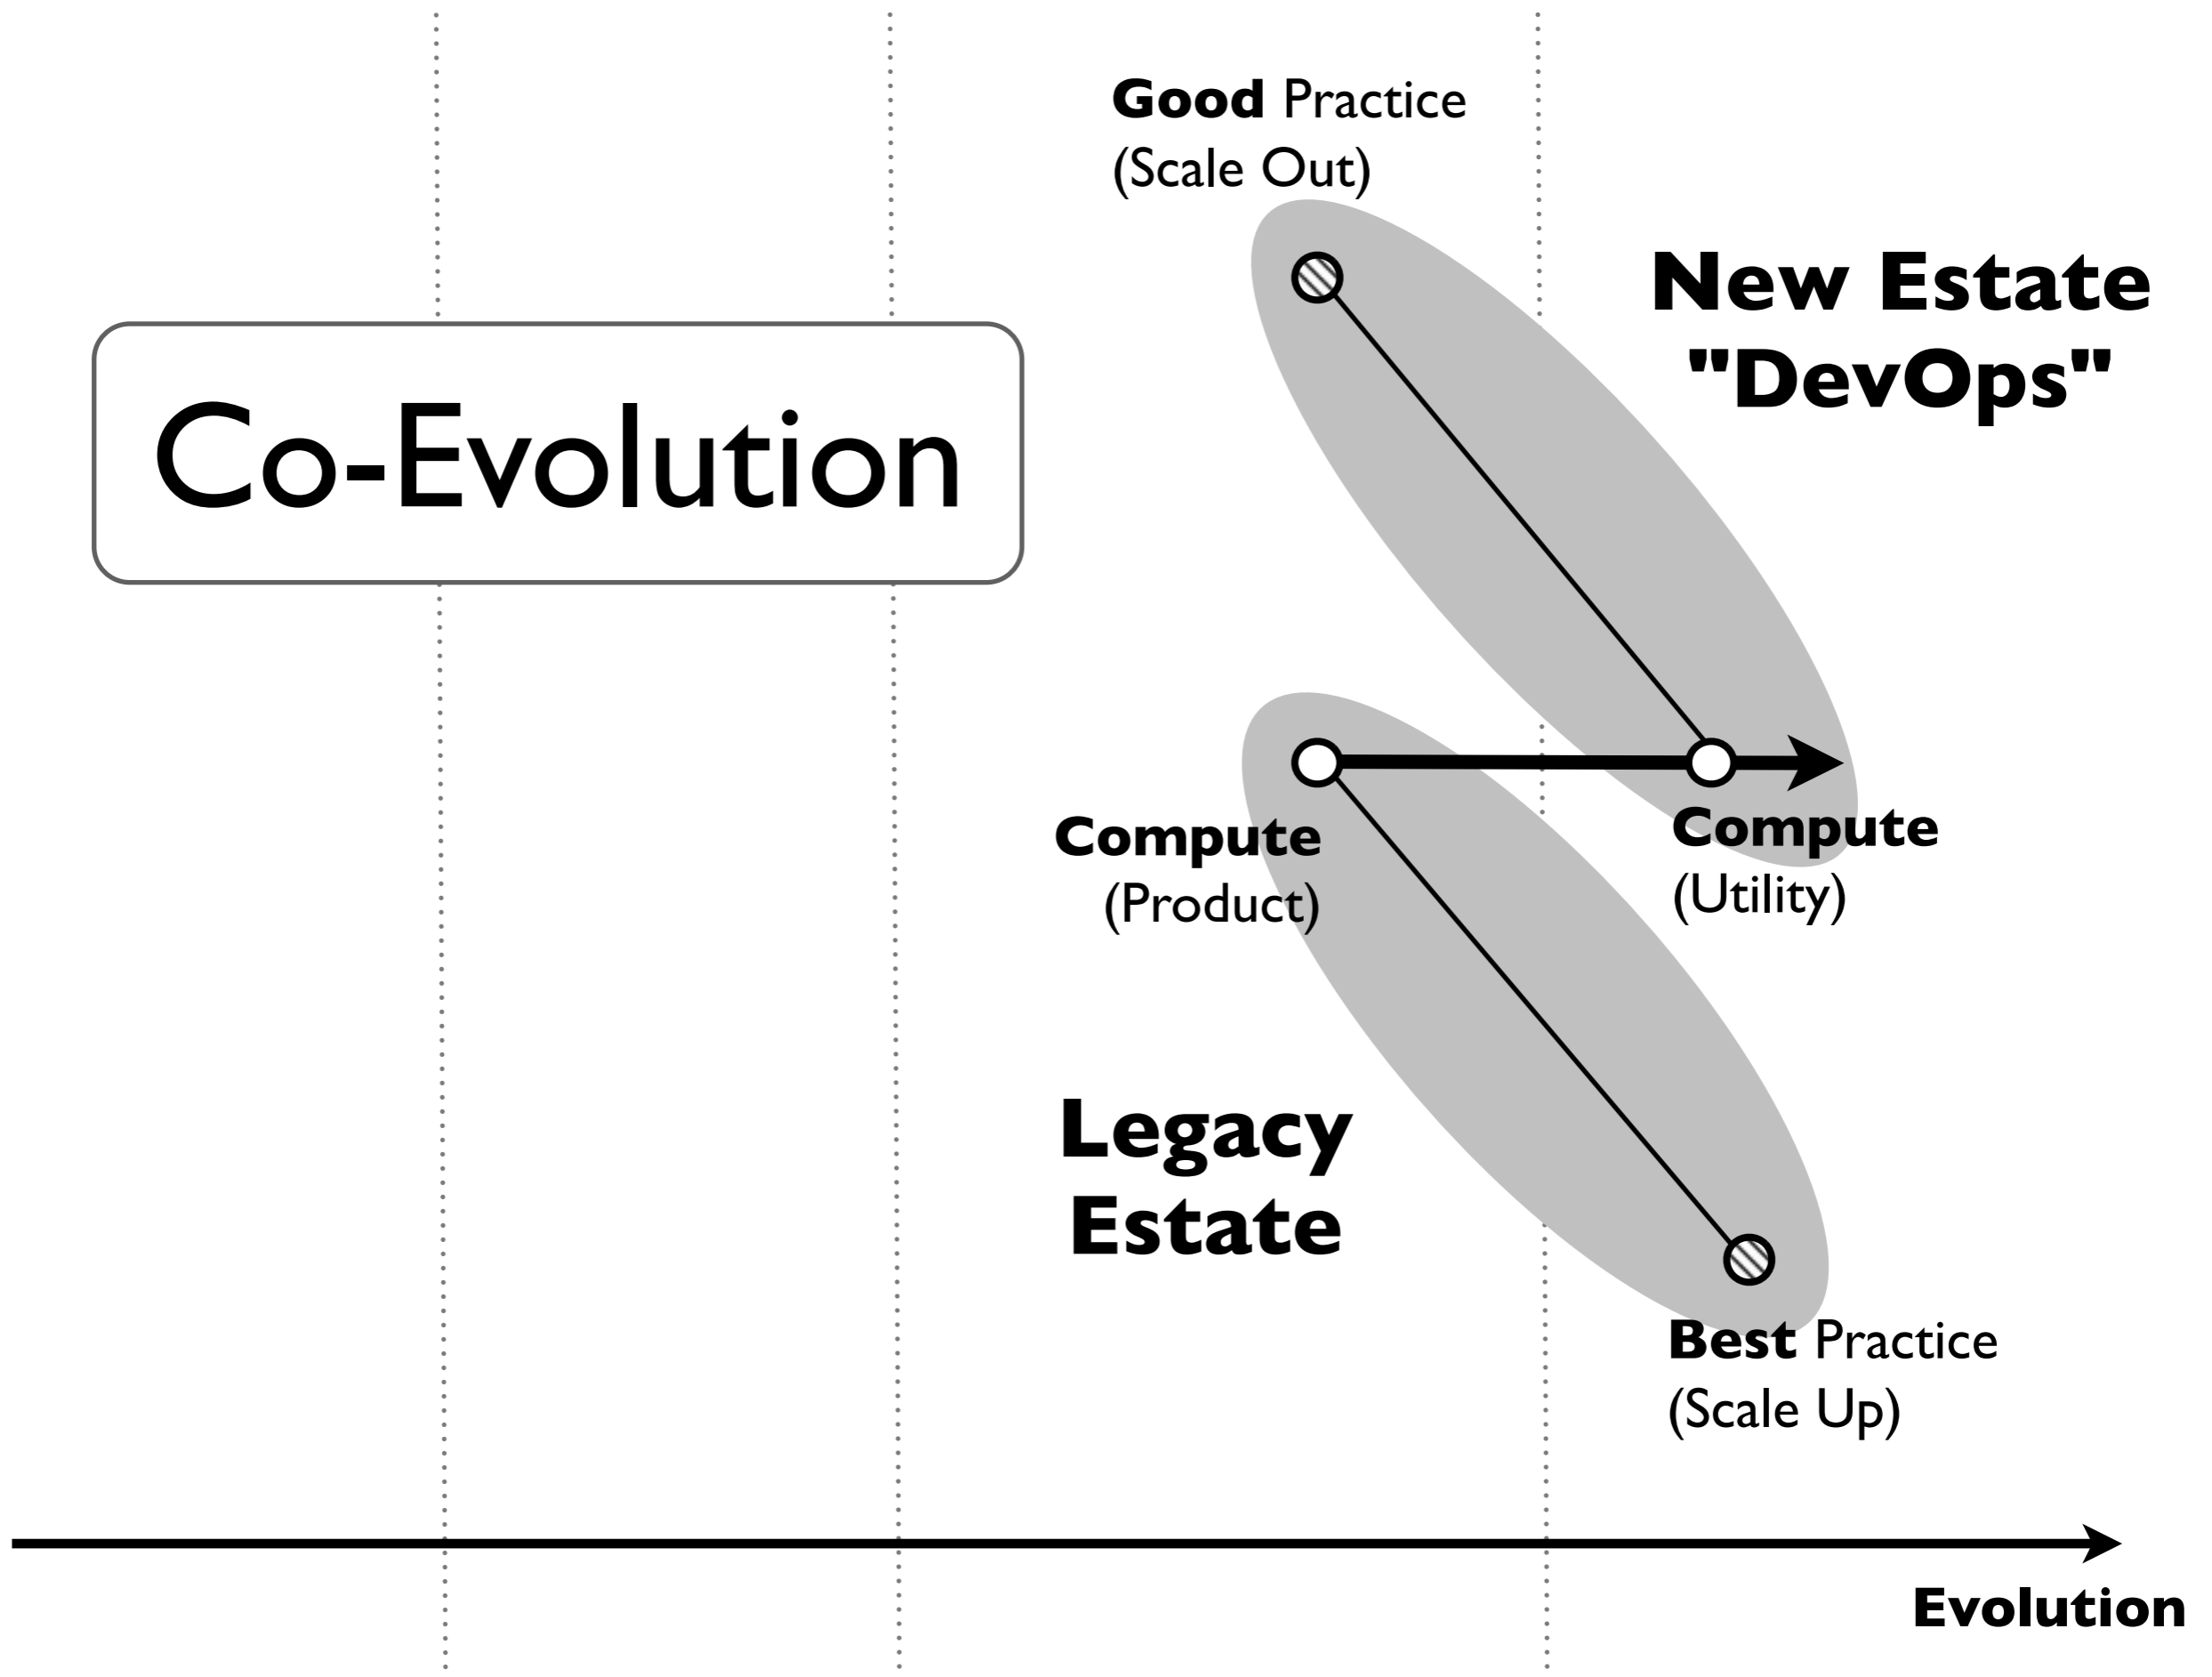 Good Practice
(Scale Out)
New Estate
"DevOps"
Co-Evolution
Compute
(Product)
Compute
(Utility)
Legacy
Estate
Best Practice
(Scale Up)
Evolution